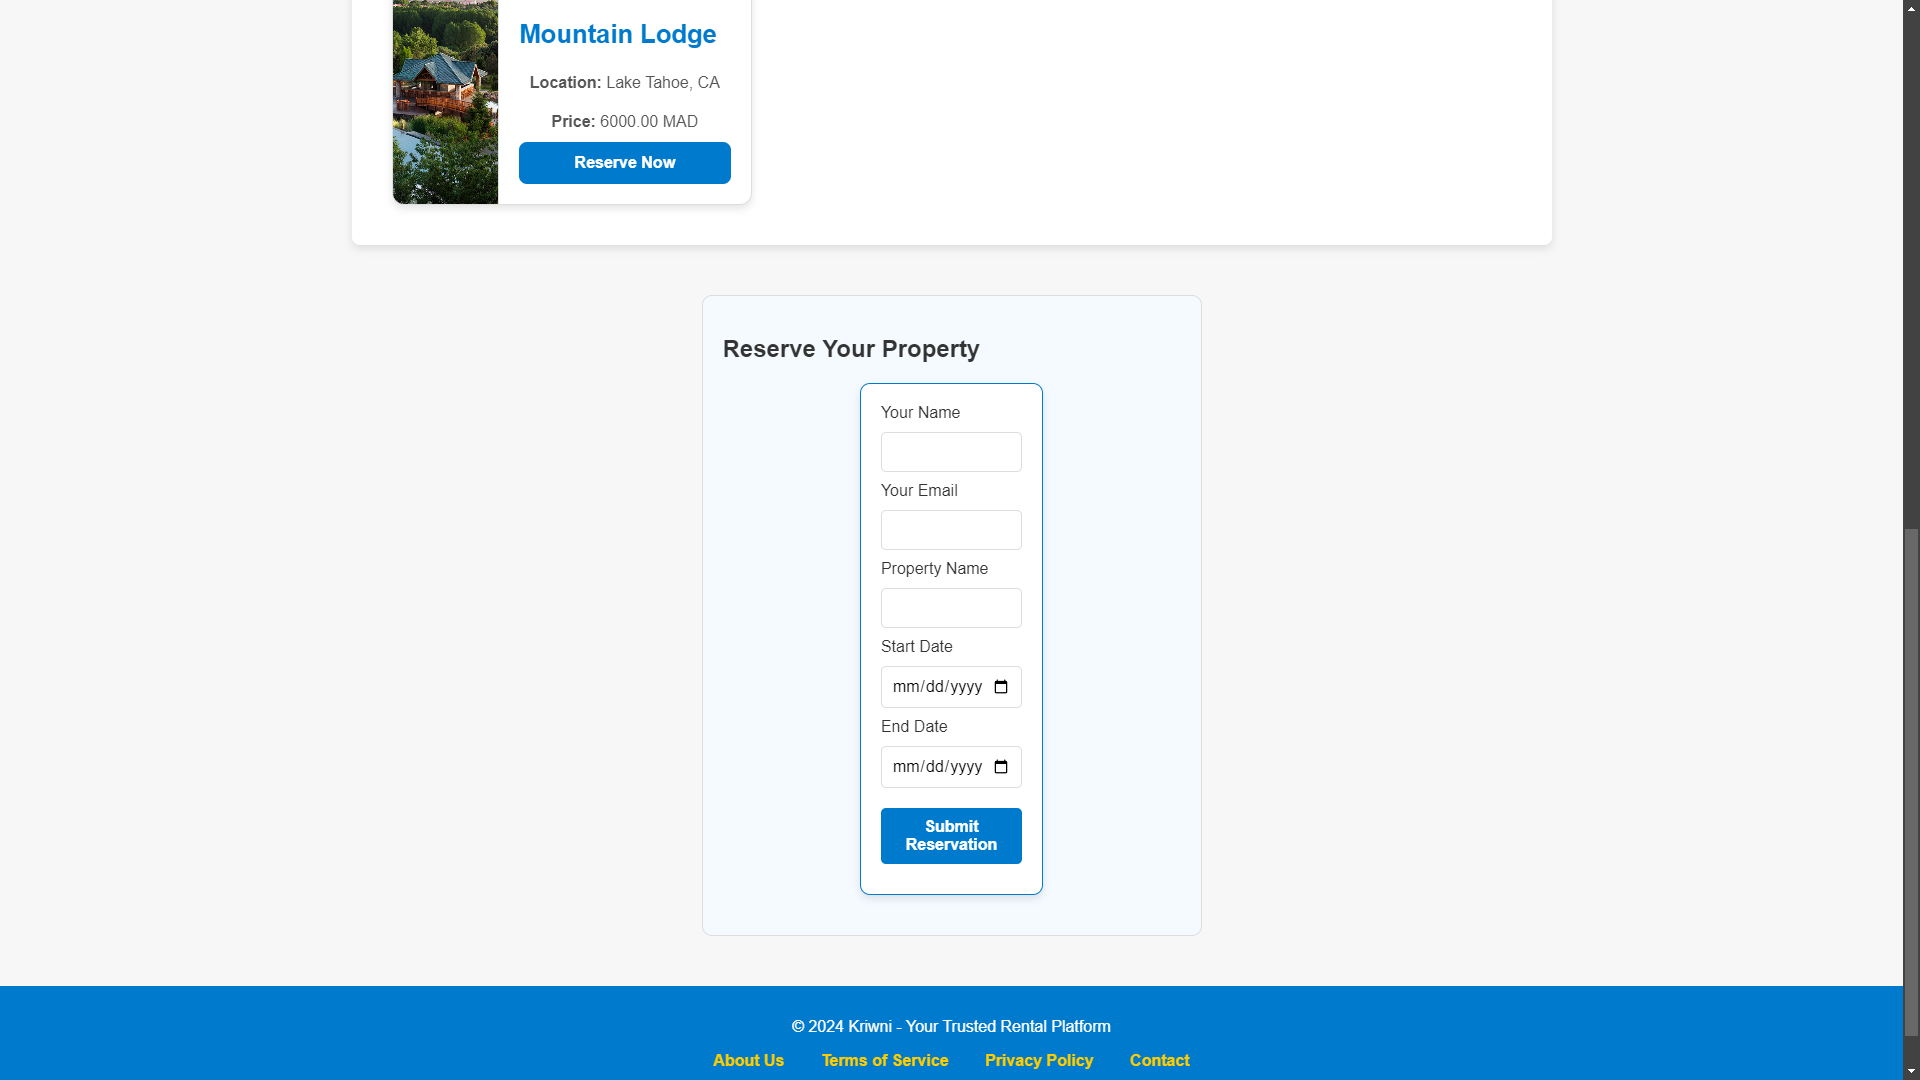 Mountain Lodge
Location: Lake Tahoe, CA
Price: 6000.00 MAD
Reserve Now
Reserve Your Property
Your Name
Your Email
Property Name
Start Date
mm/dd/yyyy
End Date
mm/dd/yyyy
Submit
Reservation
© 2024 Kriwni - Your Trusted Rental Platform
About Us Terms of Service Privacy Policy Contact